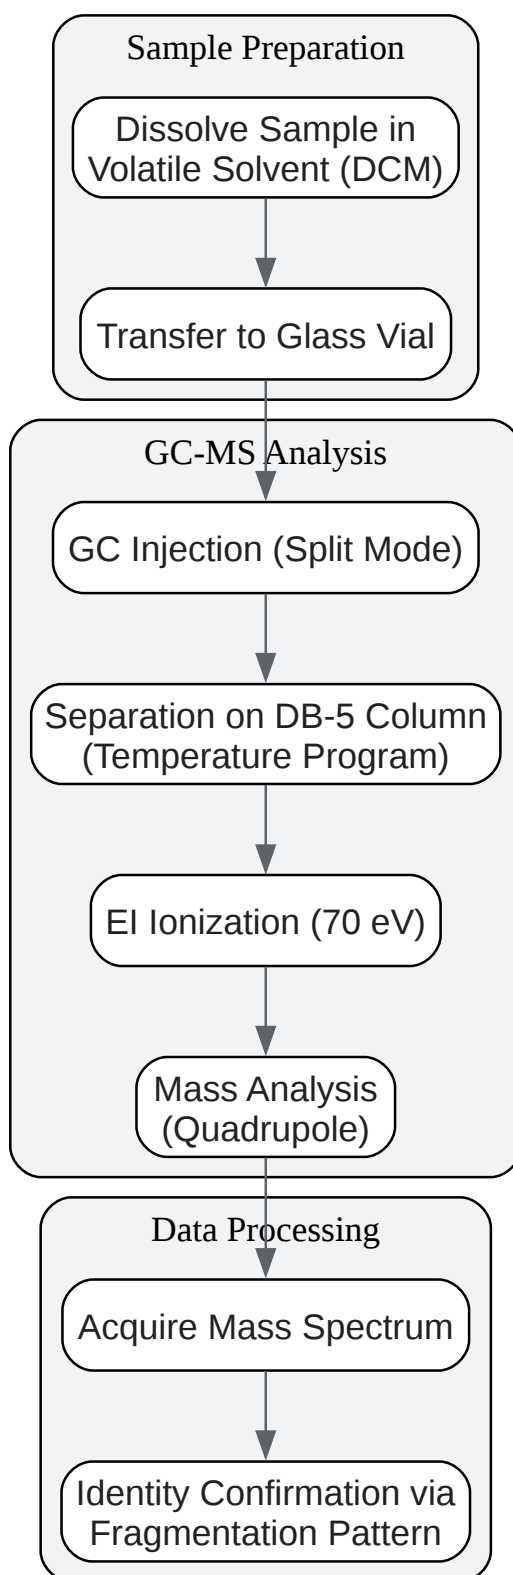 Sample Preparation
Dissolve Sample in
Volatile Solvent (DCM)
Transfer to Glass Vial
GC-MS Analysis
GC Injection (Split Mode)
Separation on DB-5 Column
(Temperature Program)
EI Ionization (70 eV)
Mass Analysis
(Quadrupole)
Data Processing
Acquire Mass Spectrum
Identity Confirmation via
Fragmentation Pattern